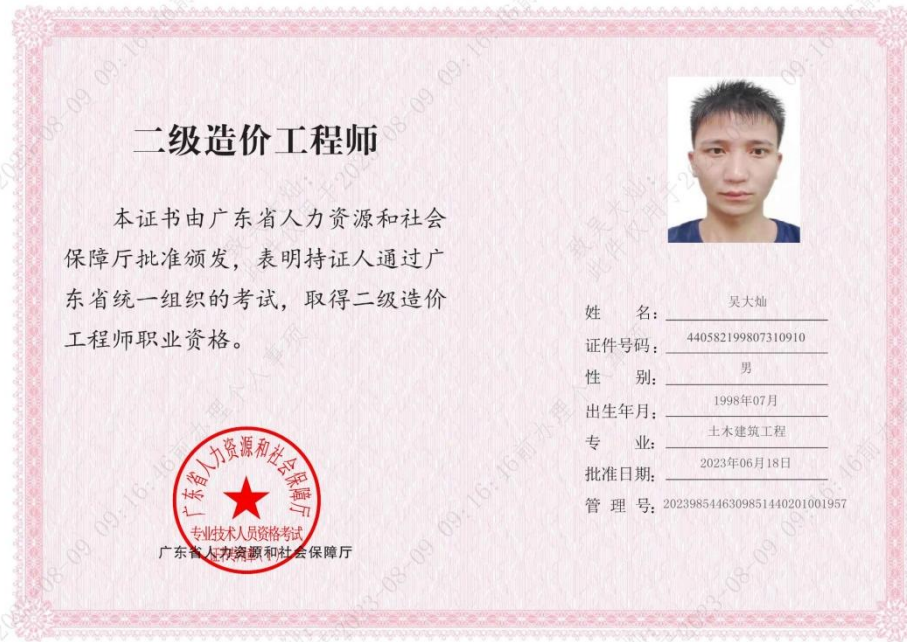 二级造价工程师
本证书由广东省人力资源和社会
保障厅批准颁发，表明持证人通过广
东省统一组织的考试，取得二级造价
工程师职业资格。
姓 名: 吴大灿
证件号码: 440582199807310910
性 别: 男
出生年月: 1998年07月
专 业: 土木建筑工程
批准日期: 2023年06月18日
管 理 号: 2023985446309851440201001957
广东省人力资源和社会保障厅
专业技术人员资格考试
广东省人力资源和社会保障厅